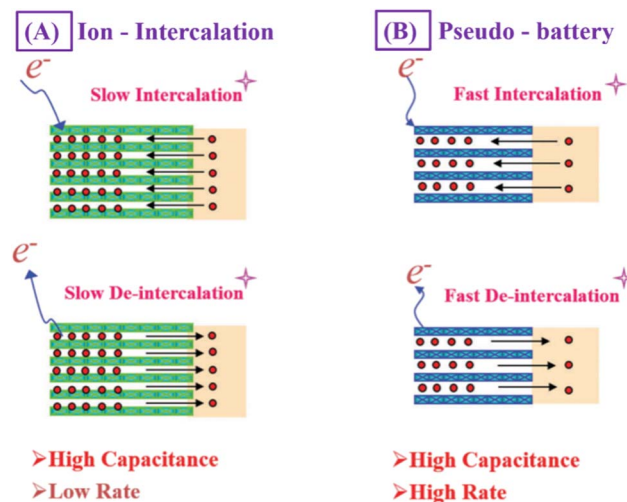 (A) Ion - Intercalation
e-
Slow Intercalation
e-
Slow De-intercalation
➢High Capacitance
➢Low Rate
(B) Pseudo - battery
e-
Fast Intercalation
e-
Fast De-intercalation
➢High Capacitance
➢High Rate